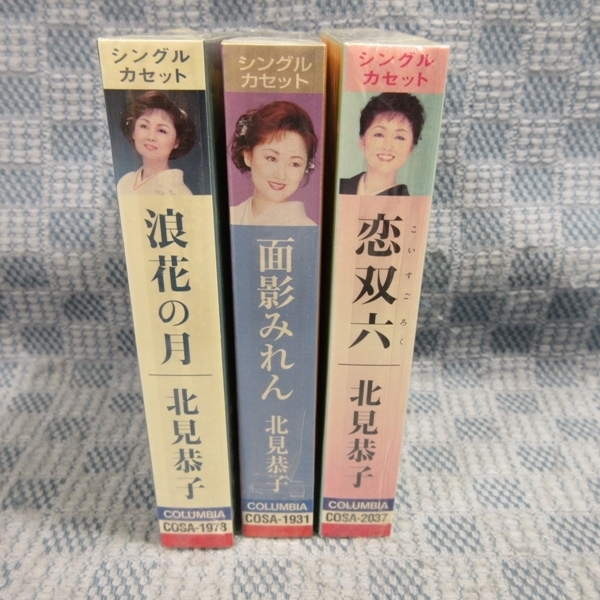 シングル
カセット
浪花の月
北見恭子
COLUMBIA
COSA-1978
シングル
カセット
面影みれん
北見恭子
COLUMBIA
COSA-1931
シングル
カセット
恋双六
こいすごろく
北見恭子
COLUMBIA
COSA-2037